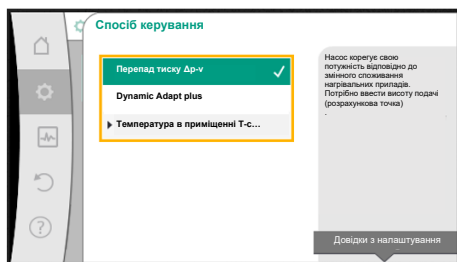 Спосіб керування
Перепад тиску Δp-v
Dynamic Adapt plus
Температура в приміщенні T-c...
Насос корегує свою
потужність відповідно до
змінного споживання
нагрівальних приладів.
Потрібно ввести висоту подачі
(розрахункова точка)
.
Довідки з налаштування